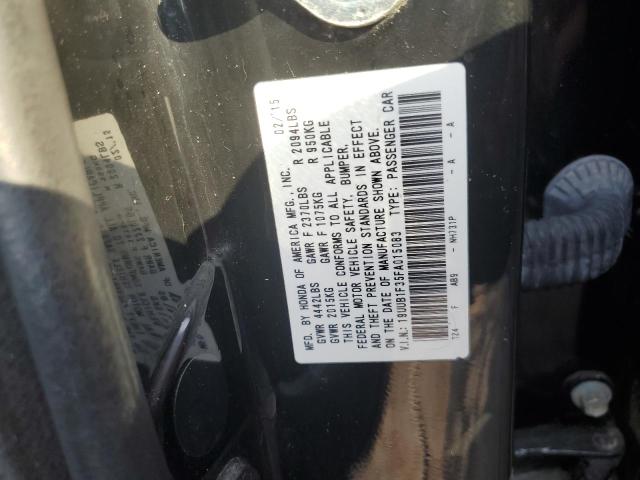 MFD. BY HONDA OF AMERICA MFG., INC. 02/'15
GVWR 4442LBS GAWR F 2370LBS R 2094LBS
GVWR 2015KG GAWR F 1075KG R 950KG
THIS VEHICLE CONFORMS TO ALL APPLICABLE
FEDERAL MOTOR VEHICLE SAFETY, BUMPER,
AND THEFT PREVENTION STANDARDS IN EFFECT
ON THE DATE OF MANUFACTURE SHOWN ABOVE.
V.I.N.: 19UUB1F35FA015083 TYPE: PASSENGER CAR
T24 F AB9 - NH731P - A - A